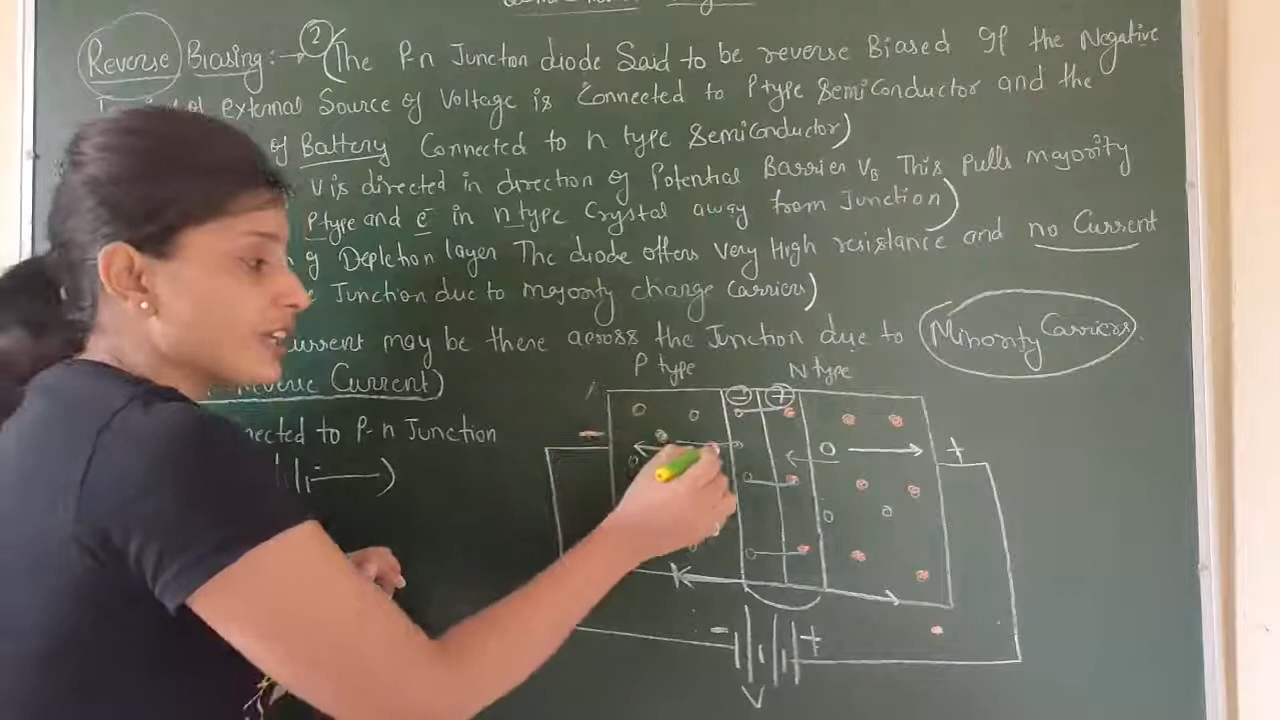 Reverse Biasing :→ ② (The P-n Juncton diode Said to be reverse Biased If the Negative
of external Source of Voltage is Connected to P type Semiconductor and the
of Battery Connected to n type Semiconductor)
V is directed in direction of Potential Barrier VB This pulls majority
P type and e⁻ in n type Crystal away from Junction)
g Depletion layer The diode offers very High resistance and no Current
Junction due to majority change Carriers)
urrent may be there across the Junction due to Minority Carriers.
Reverse Current)
nected to P-n Junction
P type N type
- +
- +
- +
V